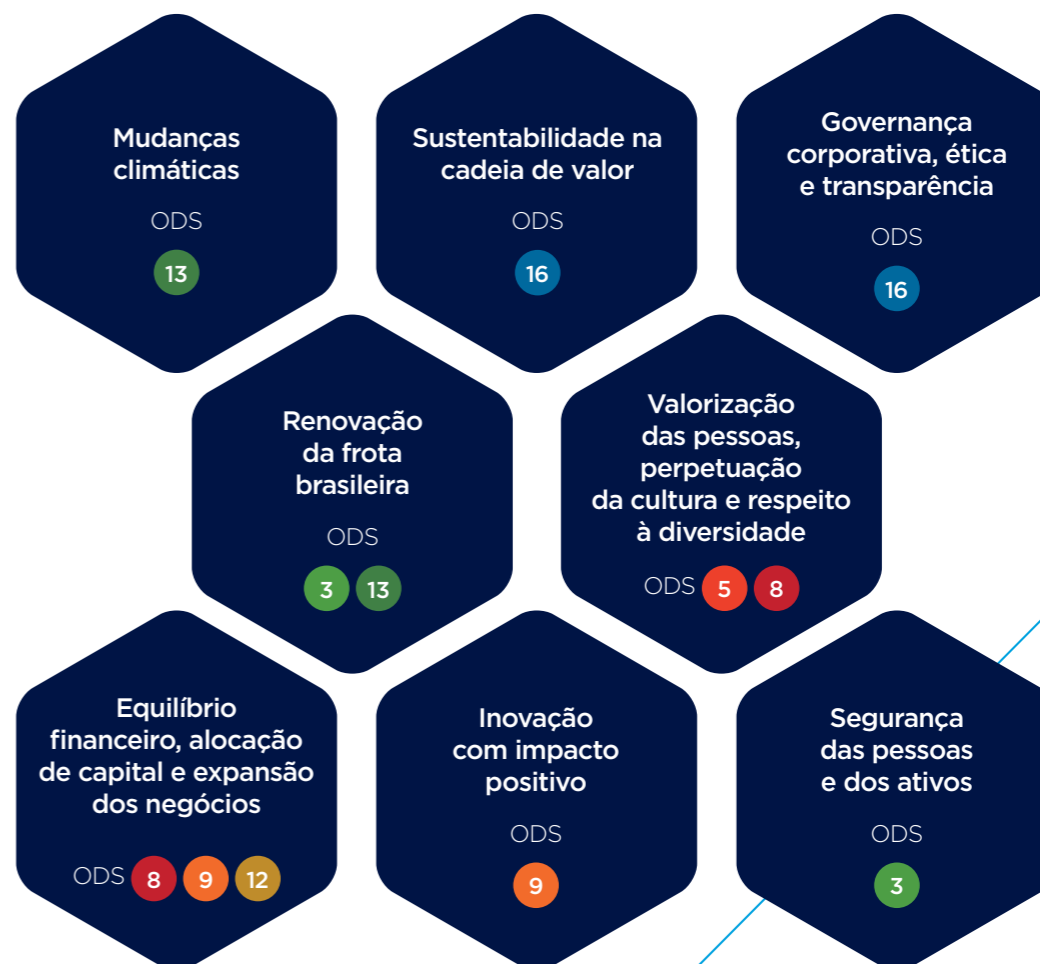 Mudanças
climáticas
ODS
13
Sustentabilidade na
cadeia de valor
ODS
16
Governança
corporativa, ética
e transparência
ODS
16
Renovação
da frota
brasileira
ODS
3 13
Valorização
das pessoas,
perpetuação
da cultura e respeito
à diversidade
ODS 5 8
Equilíbrio
financeiro, alocação
de capital e expansão
dos negócios
ODS 8 9 12
Inovação
com impacto
positivo
ODS
9
Segurança
das pessoas
e dos ativos
ODS
3